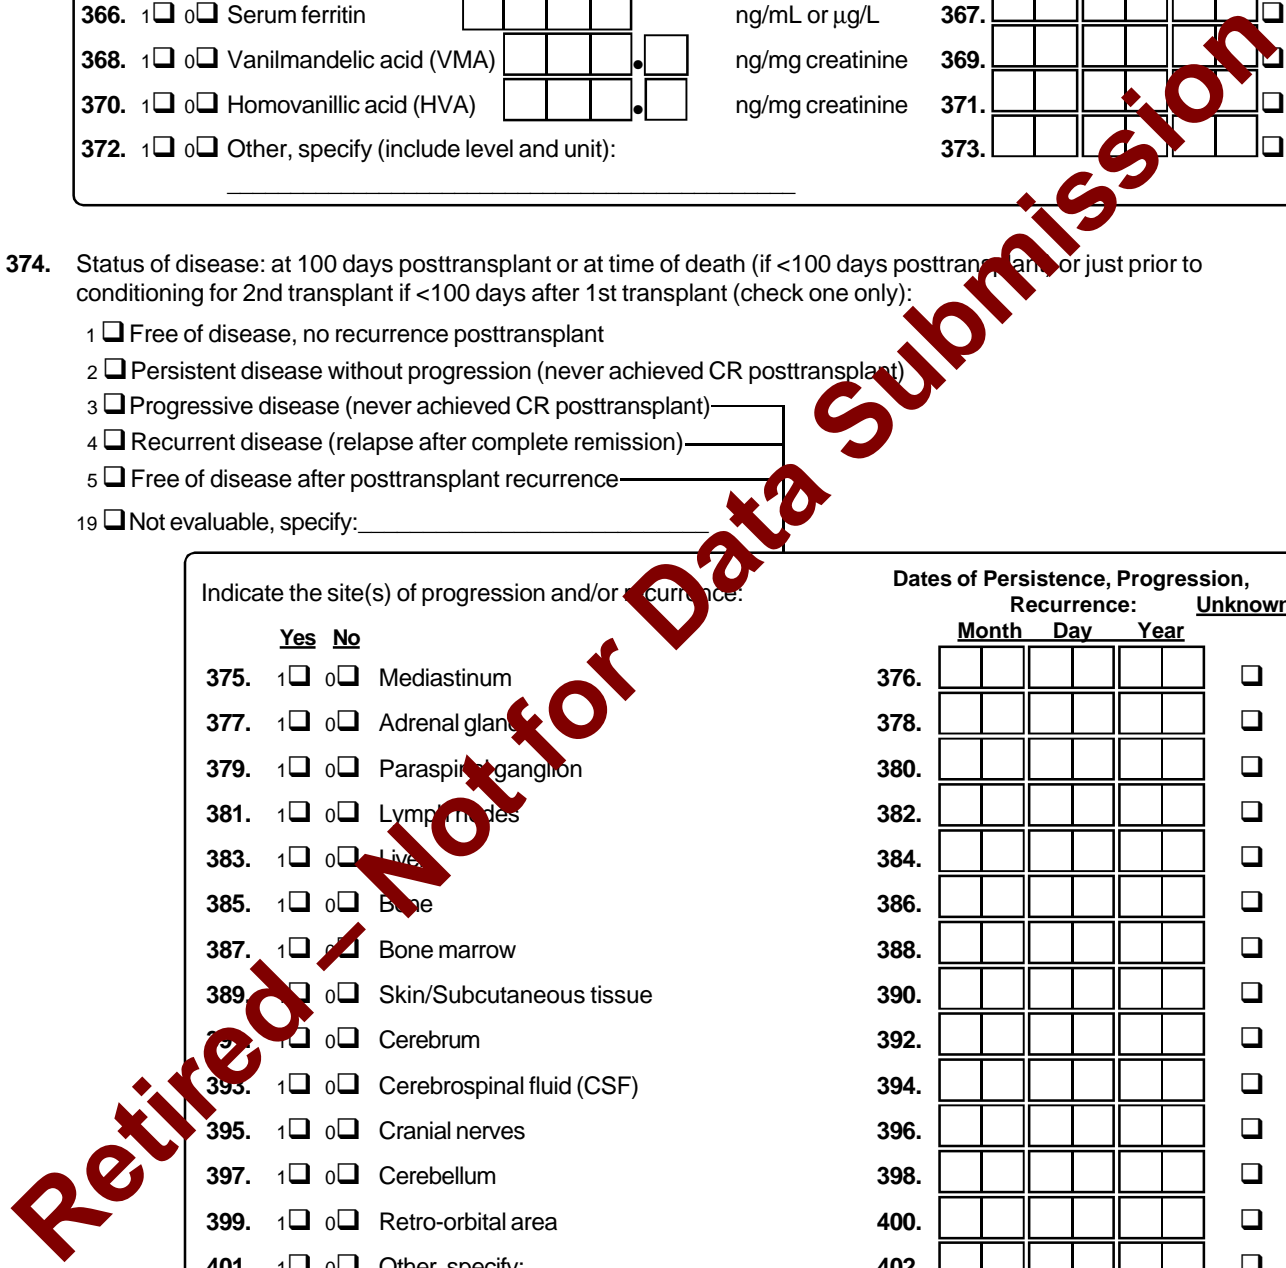 366. 1❑ 0❑ Serum ferritin ng/mL or μg/L 367. ❑
368. 1❑ 0❑ Vanilmandelic acid (VMA) . ng/mg creatinine 369. ❑
370. 1❑ 0❑ Homovanillic acid (HVA) . ng/mg creatinine 371. ❑
372. 1❑ 0❑ Other, specify (include level and unit): 373. ❑
374. Status of disease: at 100 days posttransplant or at time of death (if <100 days posttransplant) or just prior to
conditioning for 2nd transplant if <100 days after 1st transplant (check one only):
1 ❑ Free of disease, no recurrence posttransplant
2 ❑ Persistent disease without progression (never achieved CR posttransplant)
3 ❑ Progressive disease (never achieved CR posttransplant)
4 ❑ Recurrent disease (relapse after complete remission)
5 ❑ Free of disease after posttransplant recurrence
19 ❑ Not evaluable, specify:
Indicate the site(s) of progression and/or recurrence: Dates of Persistence, Progression,
Recurrence: Unknown
Yes No Month Day Year
375. 1❑ 0❑ Mediastinum 376. ❑
377. 1❑ 0❑ Adrenal gland 378. ❑
379. 1❑ 0❑ Paraspinal ganglion 380. ❑
381. 1❑ 0❑ Lymph nodes 382. ❑
383. 1❑ 0❑ Liver 384. ❑
385. 1❑ 0❑ Bone 386. ❑
387. 1❑ 0❑ Bone marrow 388. ❑
389. 1❑ 0❑ Skin/Subcutaneous tissue 390. ❑
391. 1❑ 0❑ Cerebrum 392. ❑
393. 1❑ 0❑ Cerebrospinal fluid (CSF) 394. ❑
395. 1❑ 0❑ Cranial nerves 396. ❑
397. 1❑ 0❑ Cerebellum 398. ❑
399. 1❑ 0❑ Retro-orbital area 400. ❑
401. 1❑ 0❑ Other, specify: 402. ❑
Retired – Not for Data Submission